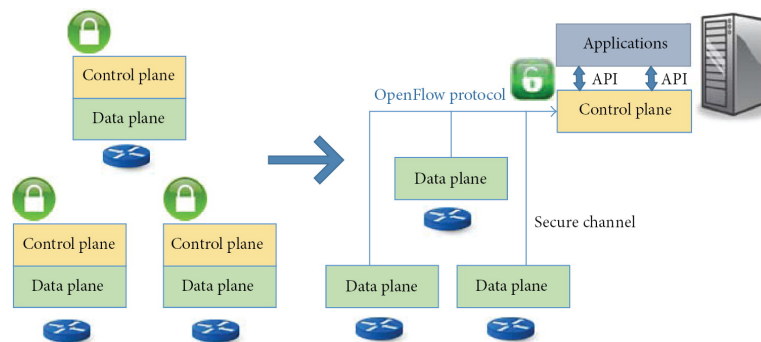 Control plane
Data plane
Control plane
Data plane
Control plane
Data plane
Applications
API
API
OpenFlow protocol
Control plane
Data plane
Secure channel
Data plane
Data plane